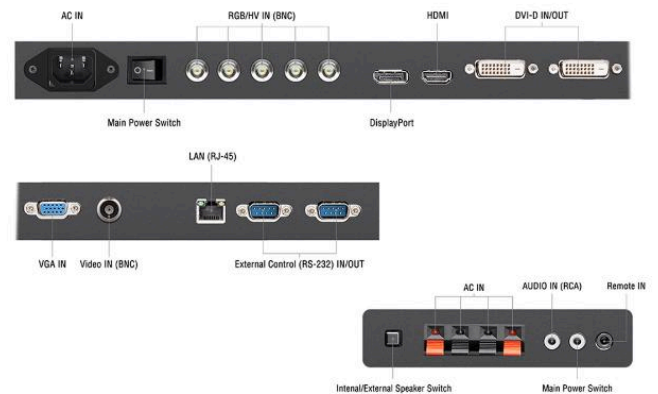 AC IN
RGB/HV IN (BNC)
HDMI
DVI-D IN/OUT
Main Power Switch
DisplayPort
LAN (RJ-45)
VGA IN
Video IN (BNC)
External Control (RS-232) IN/OUT
AC IN
AUDIO IN (RCA)
Remote IN
Intenal/External Speaker Switch
Main Power Switch